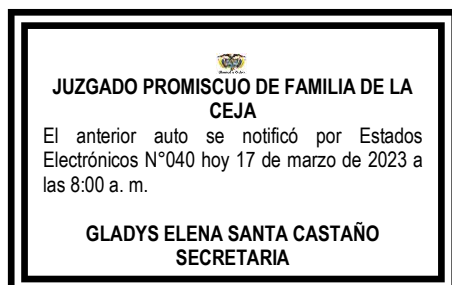 JUZGADO PROMISCUO DE FAMILIA DE LA
CEJA
El anterior auto se notificó por Estados
Electrónicos N°040 hoy 17 de marzo de 2023 a
las 8:00 a. m.
GLADYS ELENA SANTA CASTAÑO
SECRETARIA